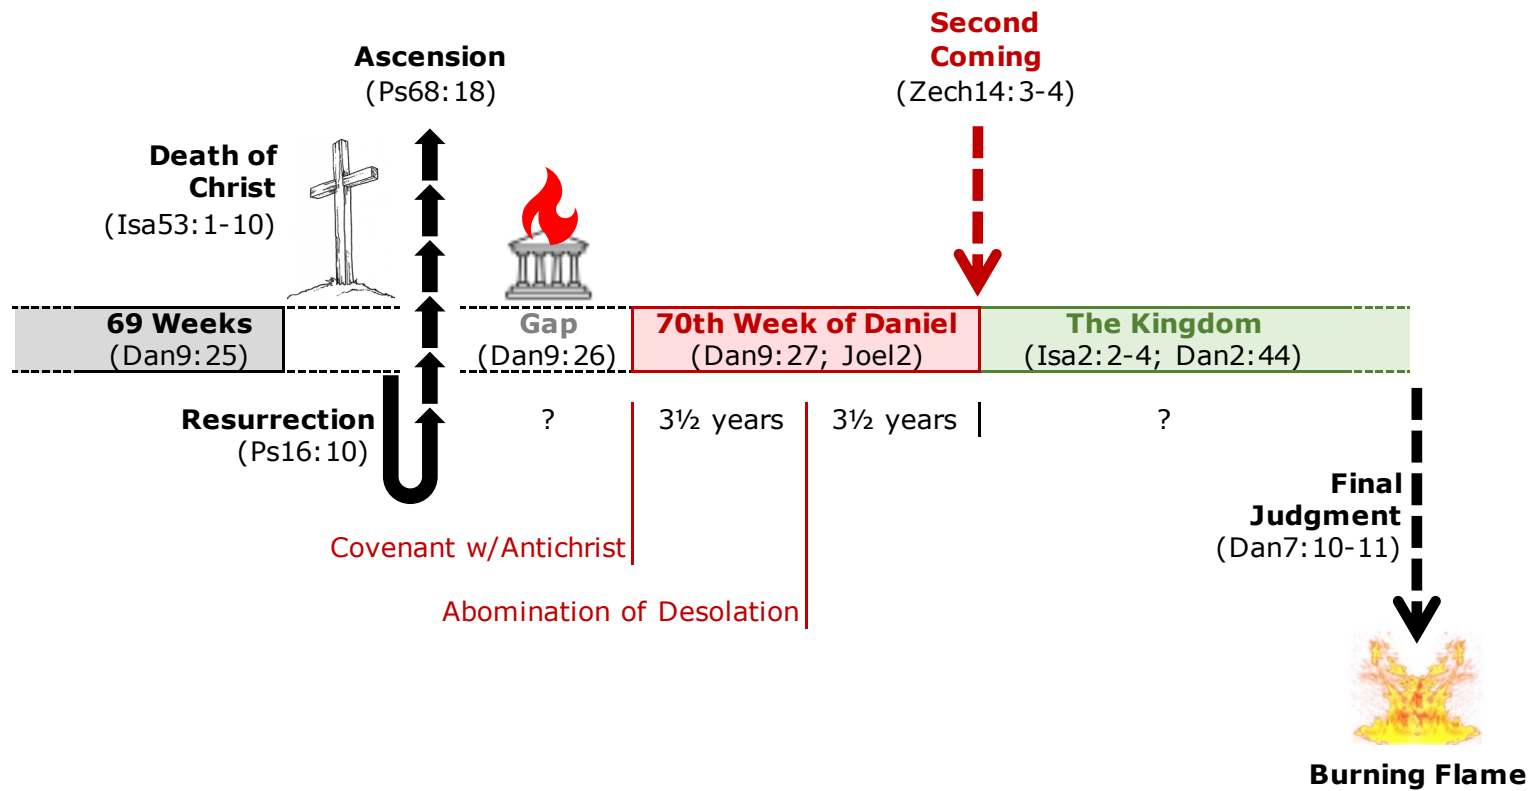 Second
Coming
(Zech14:3-4)
Ascension
(Ps68:18)
Death of
Christ
(Isa53:1-10)
69 Weeks
(Dan9:25)
Gap
(Dan9:26)
70th Week of Daniel
(Dan9:27; Joel2)
The Kingdom
(Isa2:2-4; Dan2:44)
Resurrection
(Ps16:10)
?
3½ years
3½ years
?
Covenant w/Antichrist
Abomination of Desolation
Final
Judgment
(Dan7:10-11)
Burning Flame